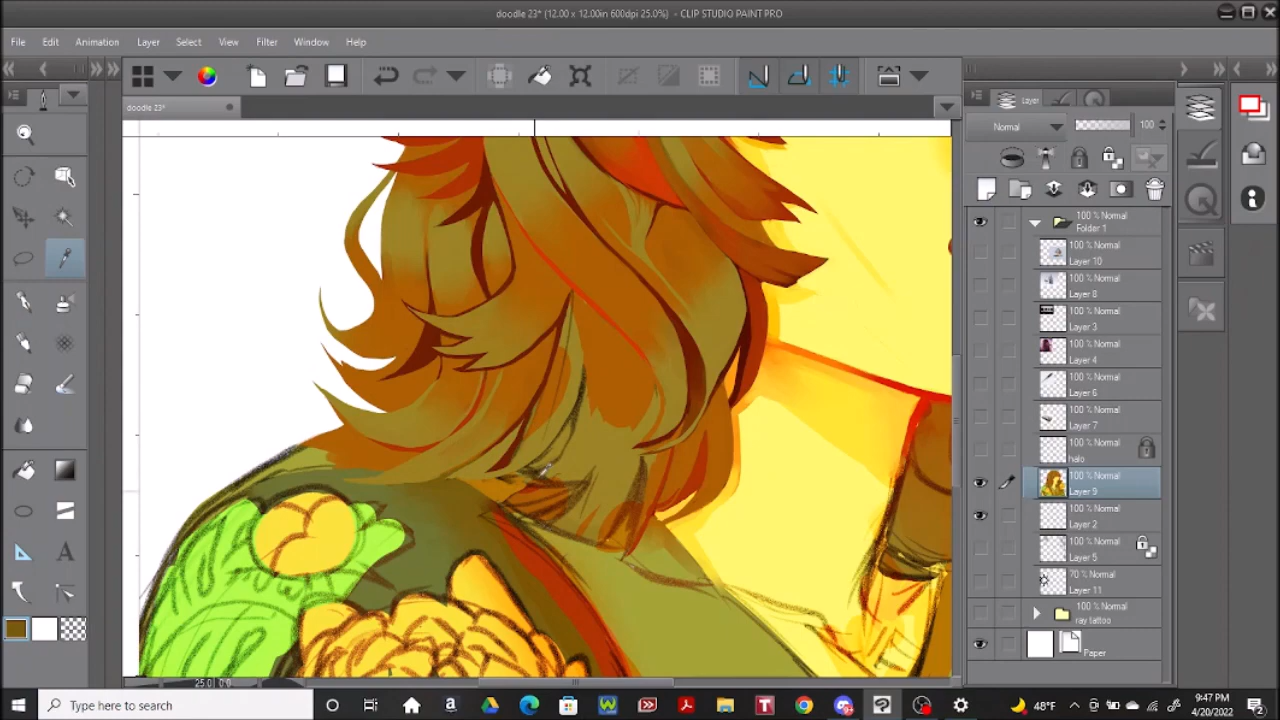 doodle 23* (12.00 x 12.00in 600dpi 25.0%) - CLIP STUDIO PAINT PRO
File Edit Animation Layer Select View Filter Window Help
doodle 23*
Layer
Normal 100
100 % Normal
Folder 1
100 % Normal
Layer 10
100 % Normal
Layer 8
100 % Normal
Layer 3
100 % Normal
Layer 4
100 % Normal
Layer 6
100 % Normal
Layer 7
100 % Normal
halo
100 % Normal
Layer 9
100 % Normal
Layer 2
100 % Normal
Layer 5
70 % Normal
Layer 11
100 % Normal
ray tattoo
Paper
A
25.0 0.0
Type here to search
48°F
9:47 PM
4/20/2022
2